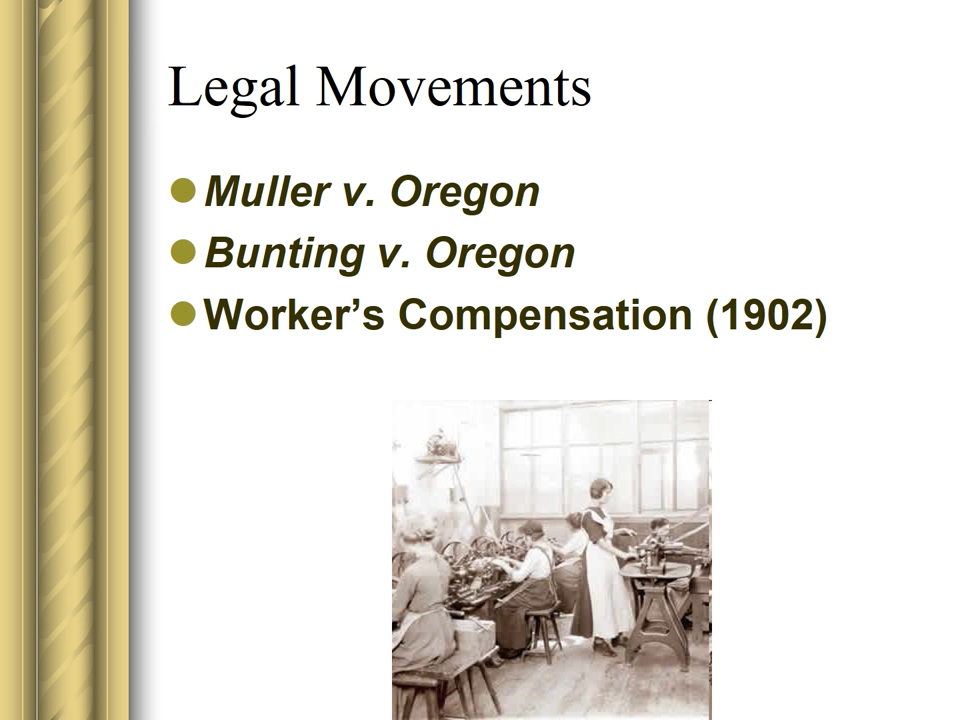 Legal Movements
Muller v. Oregon
Bunting v. Oregon
Worker’s Compensation (1902)